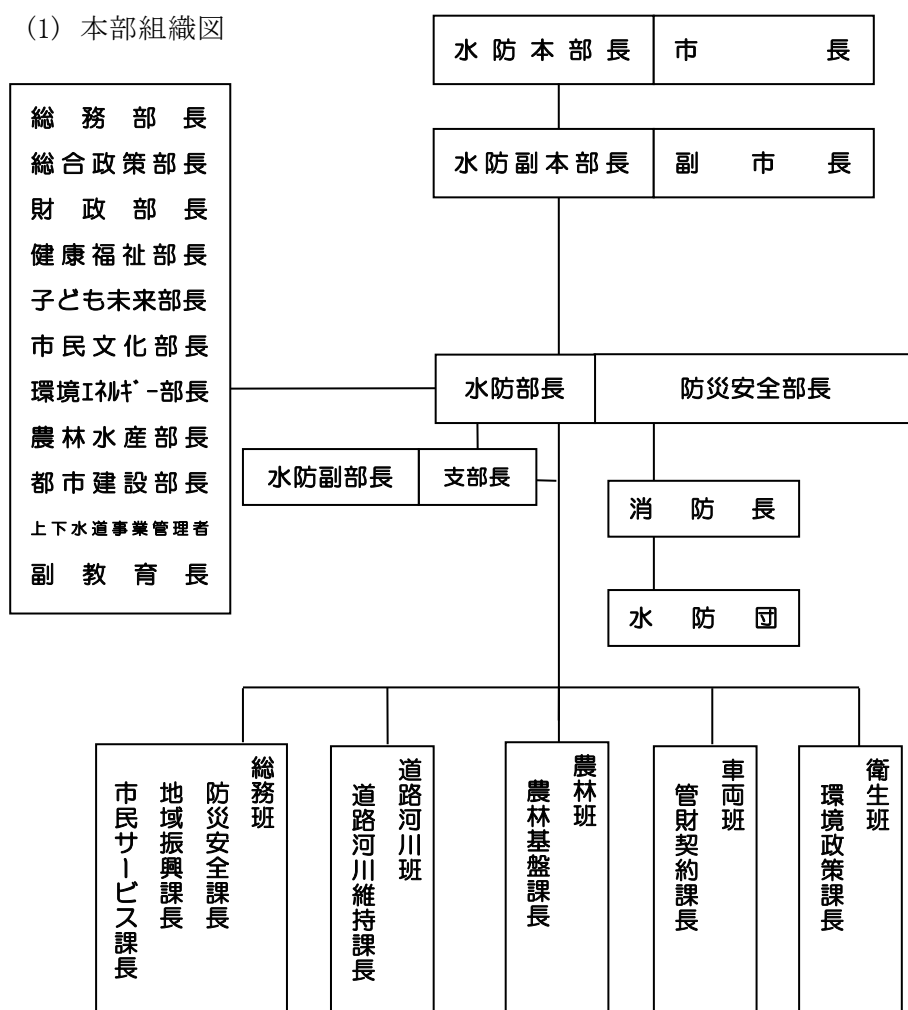 (1) 本部組織図
水防本部長 市長
水防副本部長 副市長
総務部長
総合政策部長
財政部長
健康福祉部長
子ども未来部長
市民文化部長
環境ｴﾈﾙｷﾞｰ部長
農林水産部長
都市建設部長
上下水道事業管理者
副教育長
水防部長 防災安全部長
水防副部長 支部長
消防長
水防団
総務班
防災安全課長
地域振興課長
市民サービス課長
道路河川班
道路河川維持課長
農林班
農林基盤課長
車両班
管財契約課長
衛生班
環境政策課長